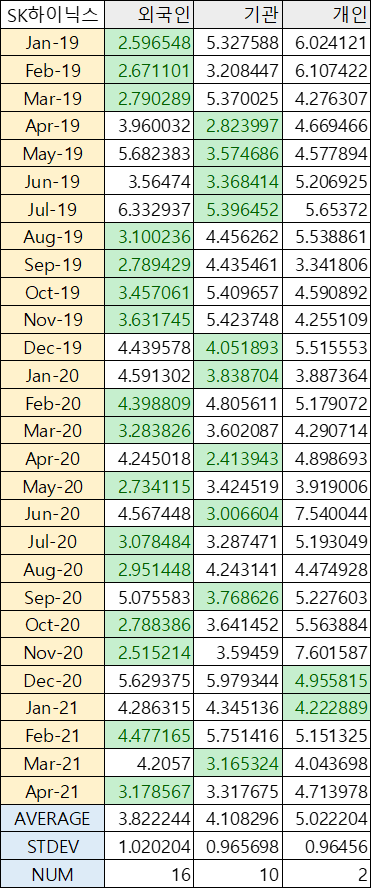 SK하이닉스 외국인 기관 개인
Jan-19 2.596548 5.327588 6.024121
Feb-19 2.671101 3.208447 6.107422
Mar-19 2.790289 5.370025 4.276307
Apr-19 3.960032 2.823997 4.669466
May-19 5.682383 3.574686 4.577894
Jun-19 3.56474 3.368414 5.206925
Jul-19 6.332937 5.396452 5.65372
Aug-19 3.100236 4.456262 5.538861
Sep-19 2.789429 4.435461 3.341806
Oct-19 3.457061 5.409657 4.590892
Nov-19 3.631745 5.423748 4.255109
Dec-19 4.439578 4.051893 5.515553
Jan-20 4.591302 3.838704 3.887364
Feb-20 4.398809 4.805611 5.179072
Mar-20 3.283826 3.602087 4.290714
Apr-20 4.245018 2.413943 4.898693
May-20 2.734115 3.424519 3.919006
Jun-20 4.567448 3.006604 7.540044
Jul-20 3.078484 3.287471 5.193049
Aug-20 2.951448 4.243141 4.474928
Sep-20 5.075583 3.768626 5.227603
Oct-20 2.788386 3.641452 5.563884
Nov-20 2.515214 3.59459 7.601587
Dec-20 5.629375 5.979344 4.955815
Jan-21 4.286315 4.345136 4.222889
Feb-21 4.477165 5.751416 5.151325
Mar-21 4.2057 3.165324 4.043698
Apr-21 3.178567 3.317675 4.713978
AVERAGE 3.822244 4.108296 5.022204
STDEV 1.020204 0.965698 0.96456
NUM 16 10 2